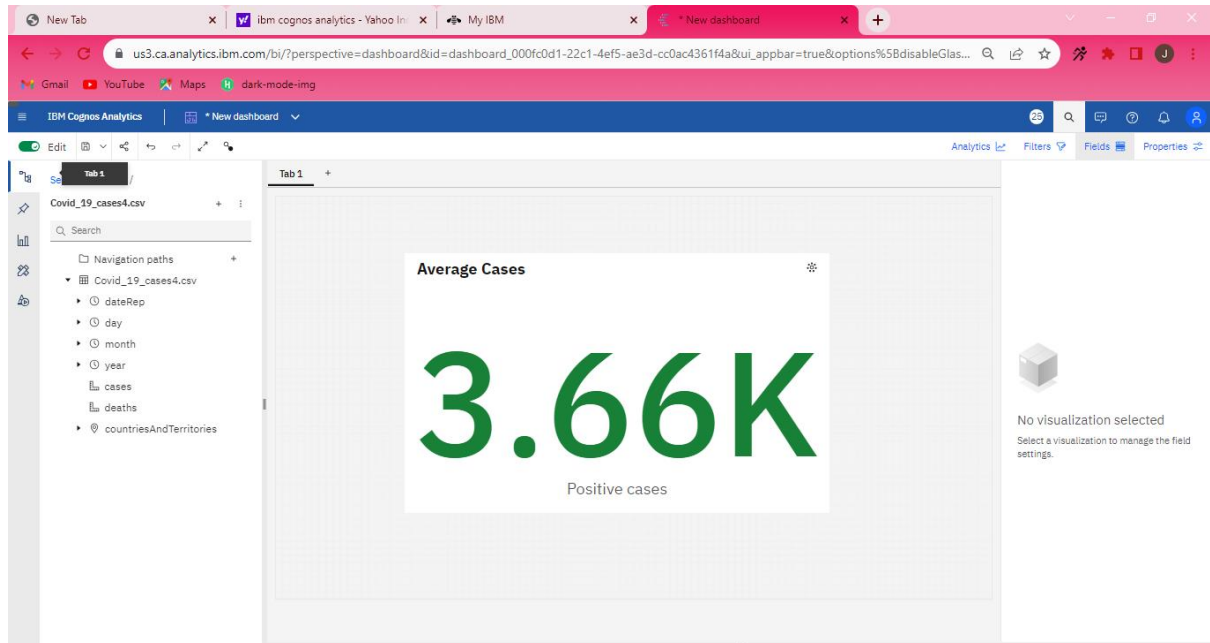 New Tab
ibm cognos analytics - Yahoo In
My IBM
* New dashboard
us3.ca.analytics.ibm.com/bi/?perspective=dashboard&id=dashboard_000fc0d1-22c1-4ef5-ae3d-cc0ac4361f4a&ui_appbar=true&options%5BdisableGlas...
J
Gmail
YouTube
Maps
H dark-mode-img
IBM Cognos Analytics
* New dashboard
25
Edit
Analytics
Filters
Fields
Properties
Se
Tab 1
/
Tab 1 +
Covid_19_cases4.csv
Search
Navigation paths +
Covid_19_cases4.csv
dateRep
day
month
year
cases
deaths
countriesAndTerritories
Average Cases
3.66K
Positive cases
No visualization selected
Select a visualization to manage the field
settings.